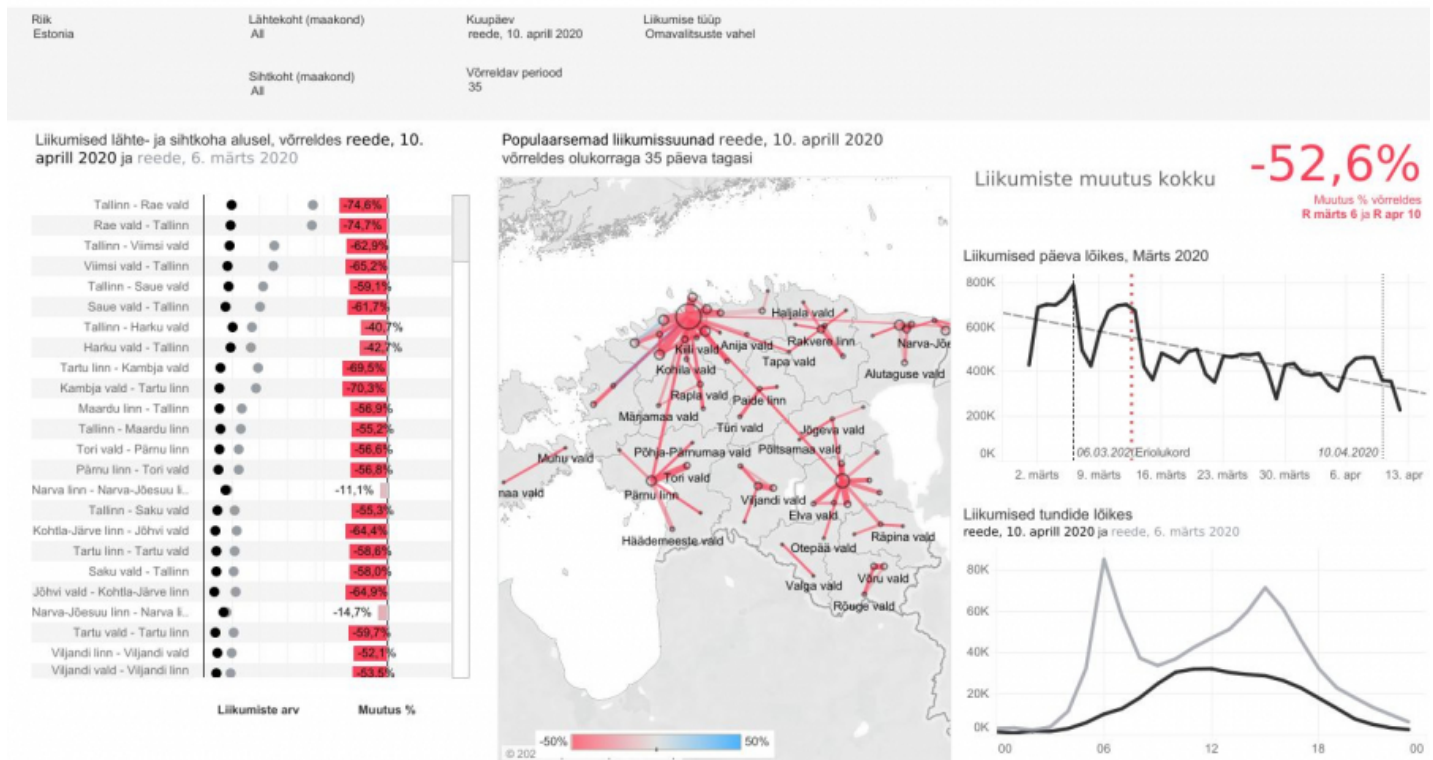 Riik
Estonia
Lähtekoht (maakond)
All
Kuupäev
reede, 10. aprill 2020
Liikumise tüüp
Omavalitsuste vahel
Sihtkoht (maakond)
All
Võrreldav periood
35
Liikumised lähte- ja sihtkoha alusel, võrreldes reede, 10.
aprill 2020 ja reede, 6. märts 2020
Tallinn - Rae vald -74,6%
Rae vald - Tallinn -74,7%
Tallinn - Viimsi vald -62,9%
Viimsi vald - Tallinn -65,2%
Tallinn - Saue vald -59,1%
Saue vald - Tallinn -61,7%
Tallinn - Harku vald -40,7%
Harku vald - Tallinn -42,7%
Tartu linn - Kambja vald -69,5%
Kambja vald - Tartu linn -70,3%
Maardu linn - Tallinn -56,9%
Tallinn - Maardu linn -55,2%
Tori vald - Pärnu linn -56,6%
Pärnu linn - Tori vald -56,8%
Narva linn - Narva-Jõesuu li.. -11,1%
Tallinn - Saku vald -55,3%
Kohtla-Järve linn - Jõhvi vald -64,4%
Tartu linn - Tartu vald -58,6%
Saku vald - Tallinn -58,0%
Jõhvi vald - Kohtla-Järve linn -64,9%
Narva-Jõesuu linn - Narva li.. -14,7%
Tartu vald - Tartu linn -59,7%
Viljandi linn - Viljandi vald -52,1%
Viljandi vald - Viljandi linn -53,5%
Liikumiste arv Muutus %
Populaarsemad liikumissuunad reede, 10. aprill 2020
võrreldes olukorraga 35 päeva tagasi
Haljala vald
Kiili vald Anija vald Rakvere linn Narva-Jõe
Tapa vald
Kohila vald Alutaguse vald
Rapla vald Paide linn
Märjamaa vald
Türi vald Jõgeva vald
Muhu vald Põhja-Pärnumaa vald Põltsamaa vald
Tori vald
maa vald Pärnu linn Viljandi vald
Elva vald
Häädemeeste vald Otepää vald Räpina vald
Valga vald Võru vald
Rõuge vald
-50% 50%
© 202
Liikumiste muutus kokku
-52,6%
Muutus % võrreldes
R märts 6 ja R apr 10
Liikumised päeva lõikes, Märts 2020
800K
600K
400K
200K
0K
06.03.202 Eriolukord 10.04.2020
2. märts 9. märts 16. märts 23. märts 30. märts 6. apr 13. apr
Liikumised tundide lõikes
reede, 10. aprill 2020 ja reede, 6. märts 2020
80K
60K
40K
20K
0K
00 06 12 18 00